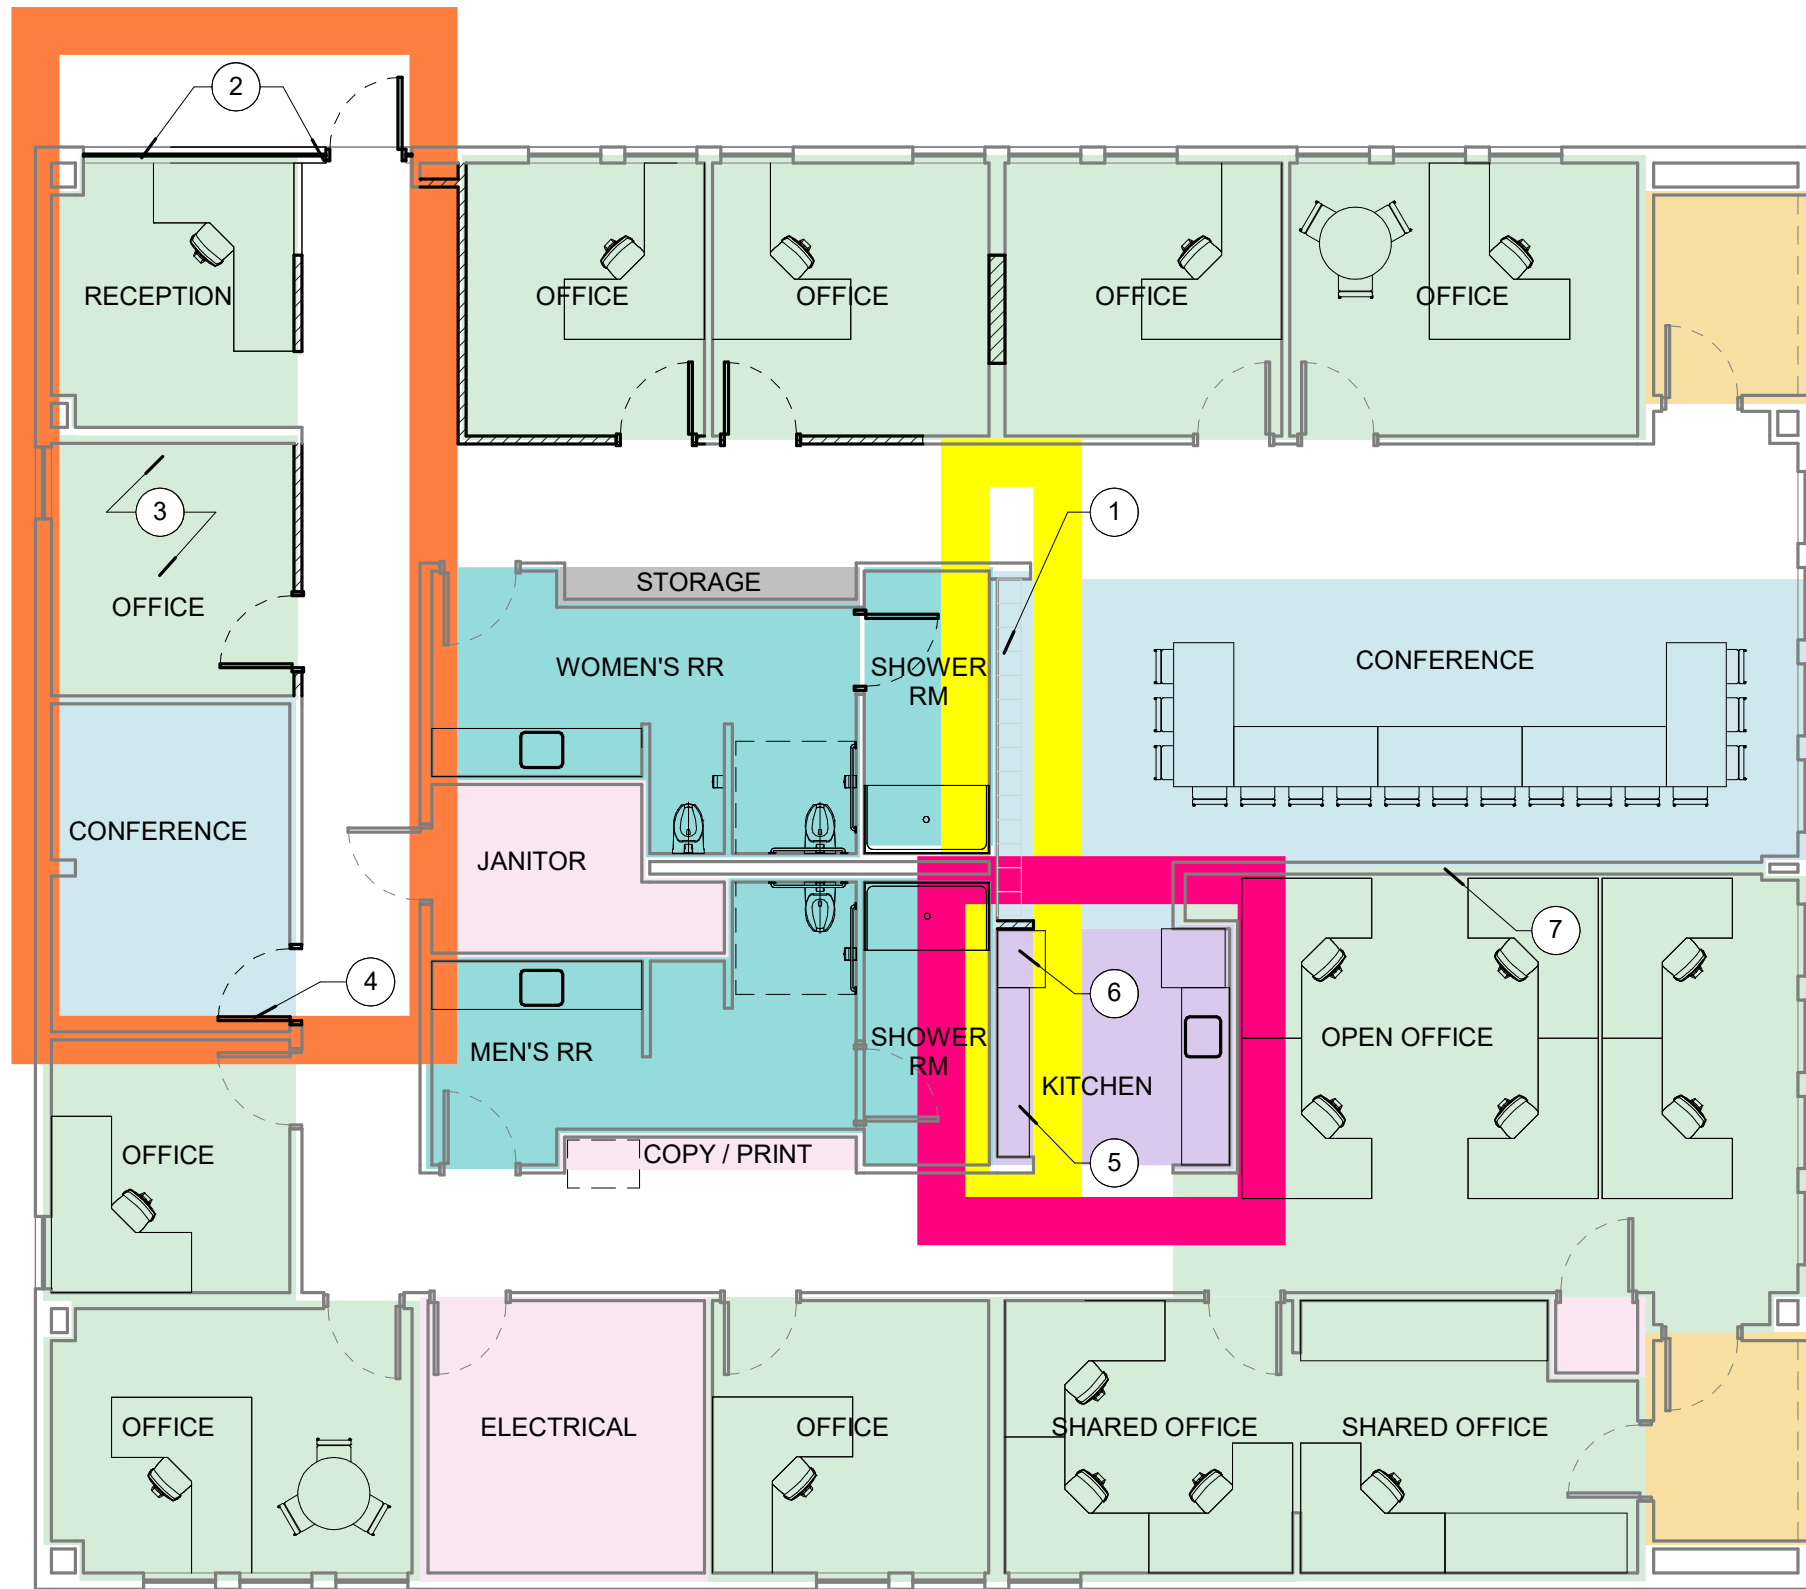 2
RECEPTION
OFFICE
OFFICE
OFFICE
OFFICE
3
1
OFFICE
STORAGE
WOMEN'S RR
SHOWER
RM
CONFERENCE
CONFERENCE
JANITOR
7
4
6
MEN'S RR
SHOWER
RM
OPEN OFFICE
KITCHEN
OFFICE
COPY / PRINT
5
OFFICE
ELECTRICAL
OFFICE
SHARED OFFICE
SHARED OFFICE